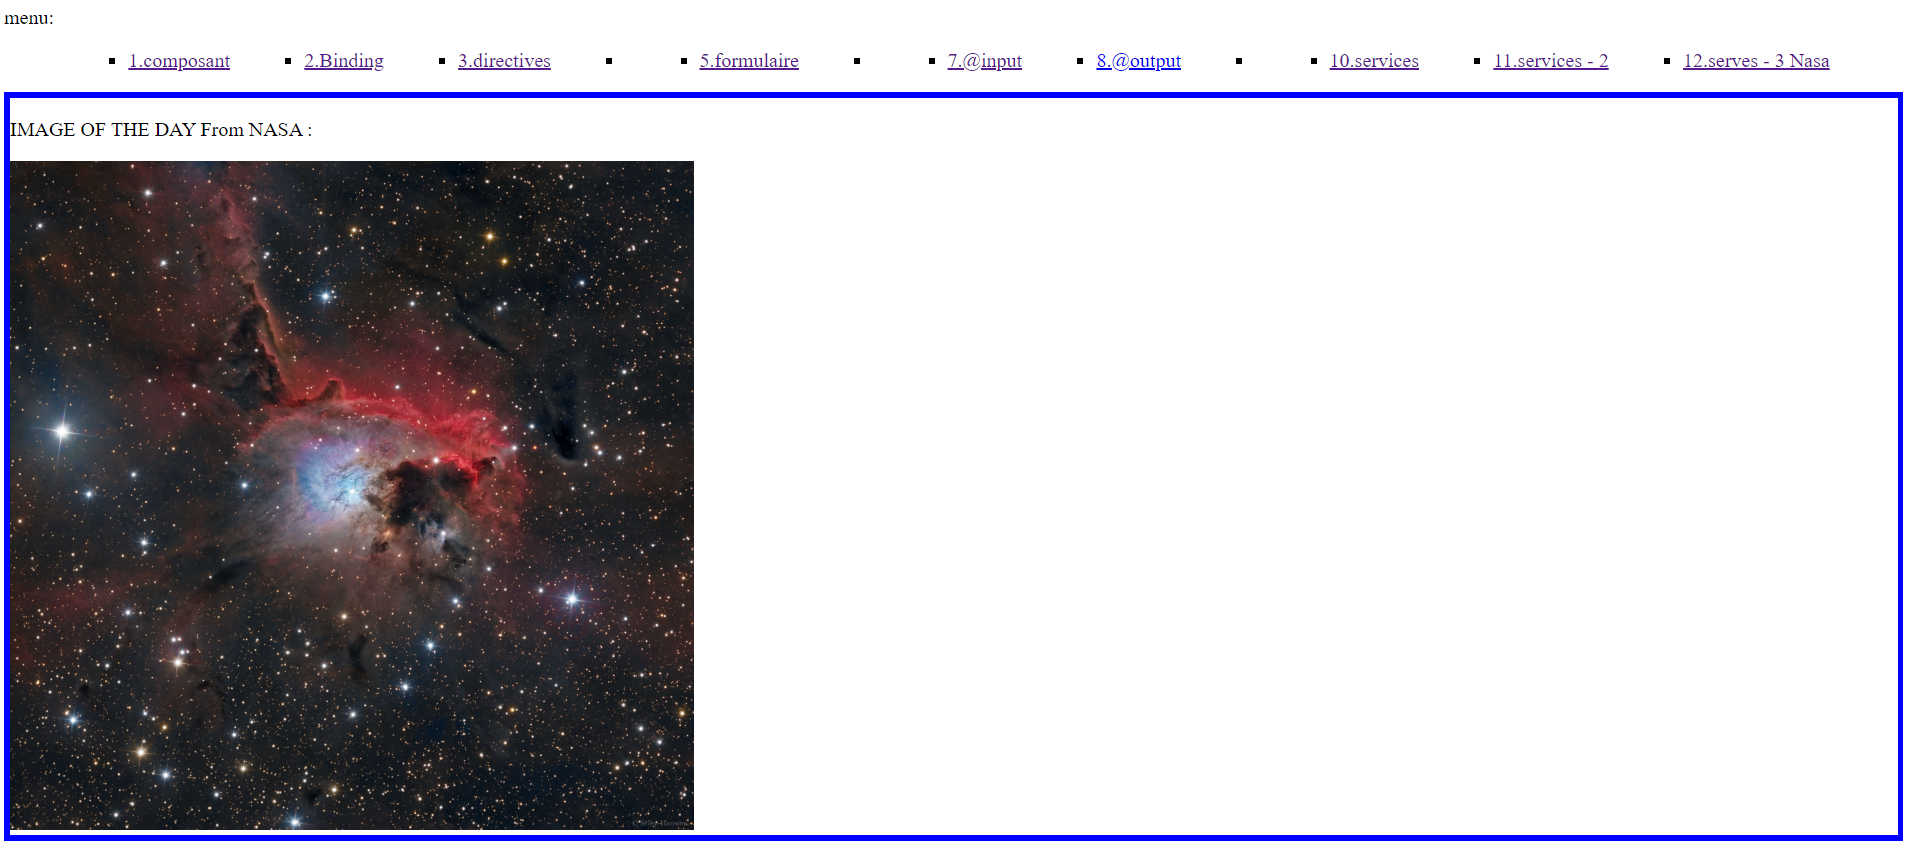 menu:
1.composant 2.Binding 3.directives 5.formulaire 7.@input 8.@output 10.services 11.services - 2 12.serves - 3 Nasa
IMAGE OF THE DAY From NASA :